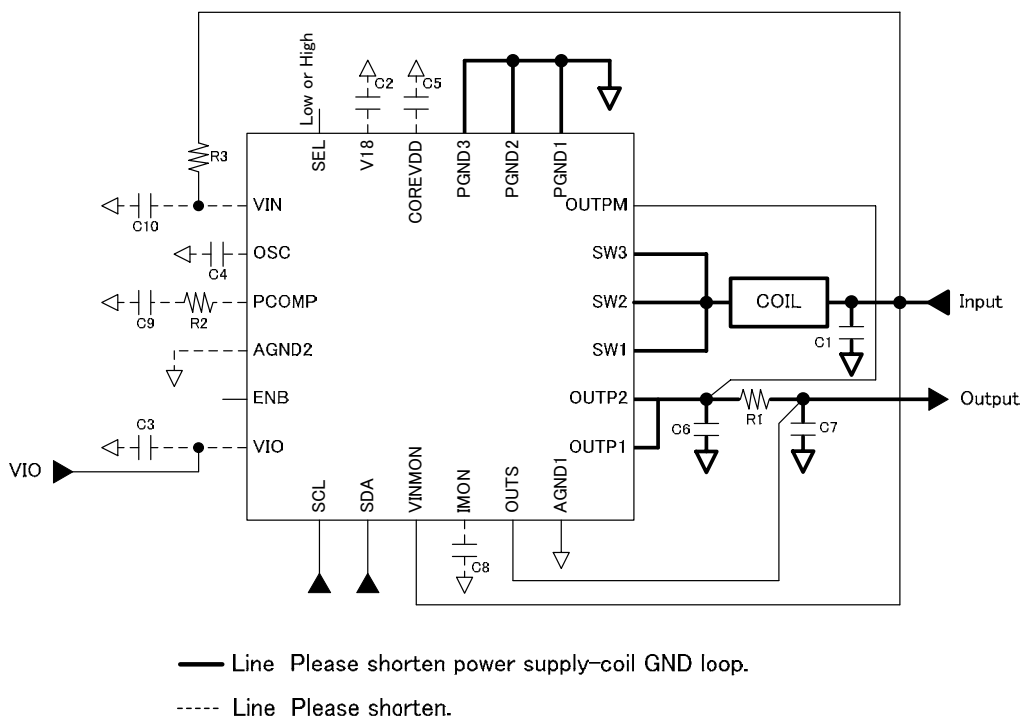 Low or High
C2
C5
R3
SEL
V18
COREVDD
PGND3
PGND2
PGND1
VIN
OUTPM
C10
OSC
SW3
C4
PCOMP
SW2
COIL
Input
C9
R2
C1
AGND2
SW1
ENB
OUTP2
Output
R1
C3
C6
C7
VIO
OUTP1
VIO
SCL
SDA
VINMON
IMON
OUTS
AGND1
C8
Line Please shorten power supply-coil GND loop.
Line Please shorten.